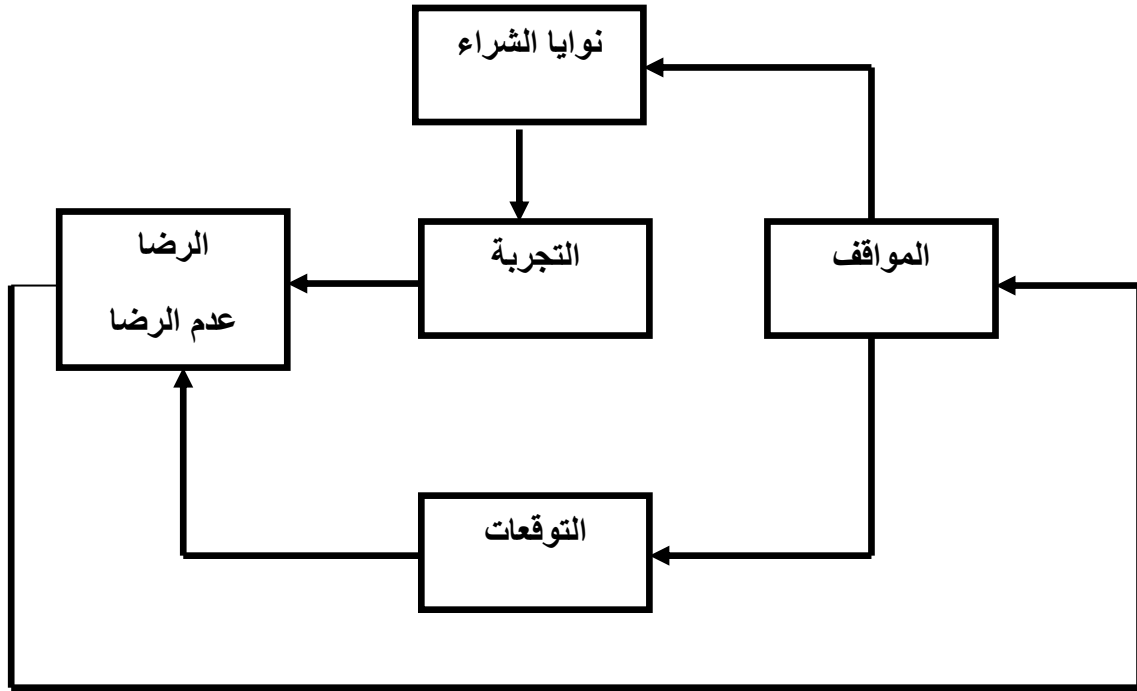 نوايا الشراء
المواقف
التجربة
الرضا
عدم الرضا
التوقعات